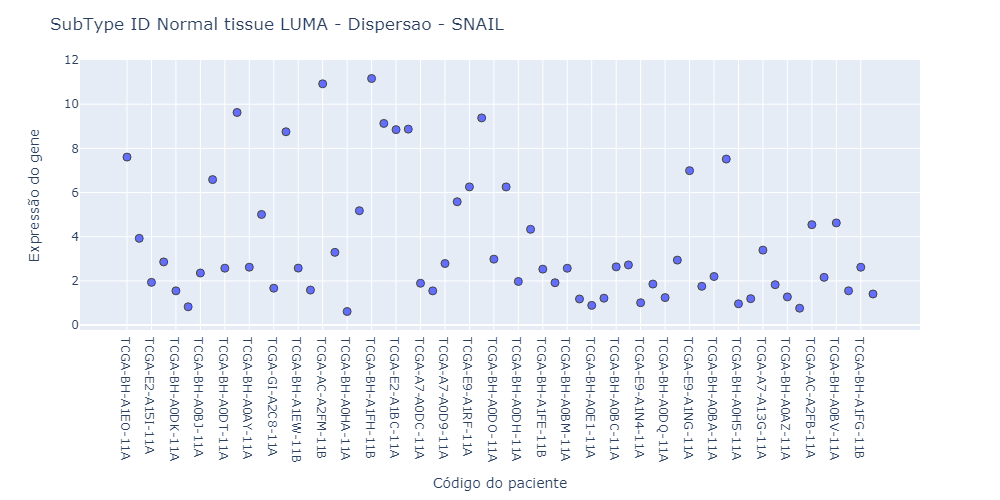 SubType ID Normal tissue LUMA - Dispersao - SNAIL
Expressão do gene
12
10
8
6
4
2
0
TCGA-BH-A1EO-11A
TCGA-E2-A15I-11A
TCGA-BH-A0DK-11A
TCGA-BH-A0BJ-11A
TCGA-BH-A0DT-11A
TCGA-BH-A0AY-11A
TCGA-GI-A2C8-11A
TCGA-BH-A1EW-11B
TCGA-AC-A2FM-11B
TCGA-BH-A0HA-11A
TCGA-BH-A1FH-11B
TCGA-E2-A1BC-11A
TCGA-A7-A0DC-11A
TCGA-A7-A0D9-11A
TCGA-E9-A1RF-11A
TCGA-BH-A0DO-11A
TCGA-BH-A0DH-11A
TCGA-BH-A1FE-11B
TCGA-BH-A0BM-11A
TCGA-BH-A0E1-11A
TCGA-BH-A0BC-11A
TCGA-E9-A1N4-11A
TCGA-BH-A0DQ-11A
TCGA-E9-A1NG-11A
TCGA-BH-A0BA-11A
TCGA-BH-A0H5-11A
TCGA-A7-A13G-11A
TCGA-BH-A0AZ-11A
TCGA-AC-A2FB-11A
TCGA-BH-A0BV-11A
TCGA-BH-A1FG-11B
Código do paciente